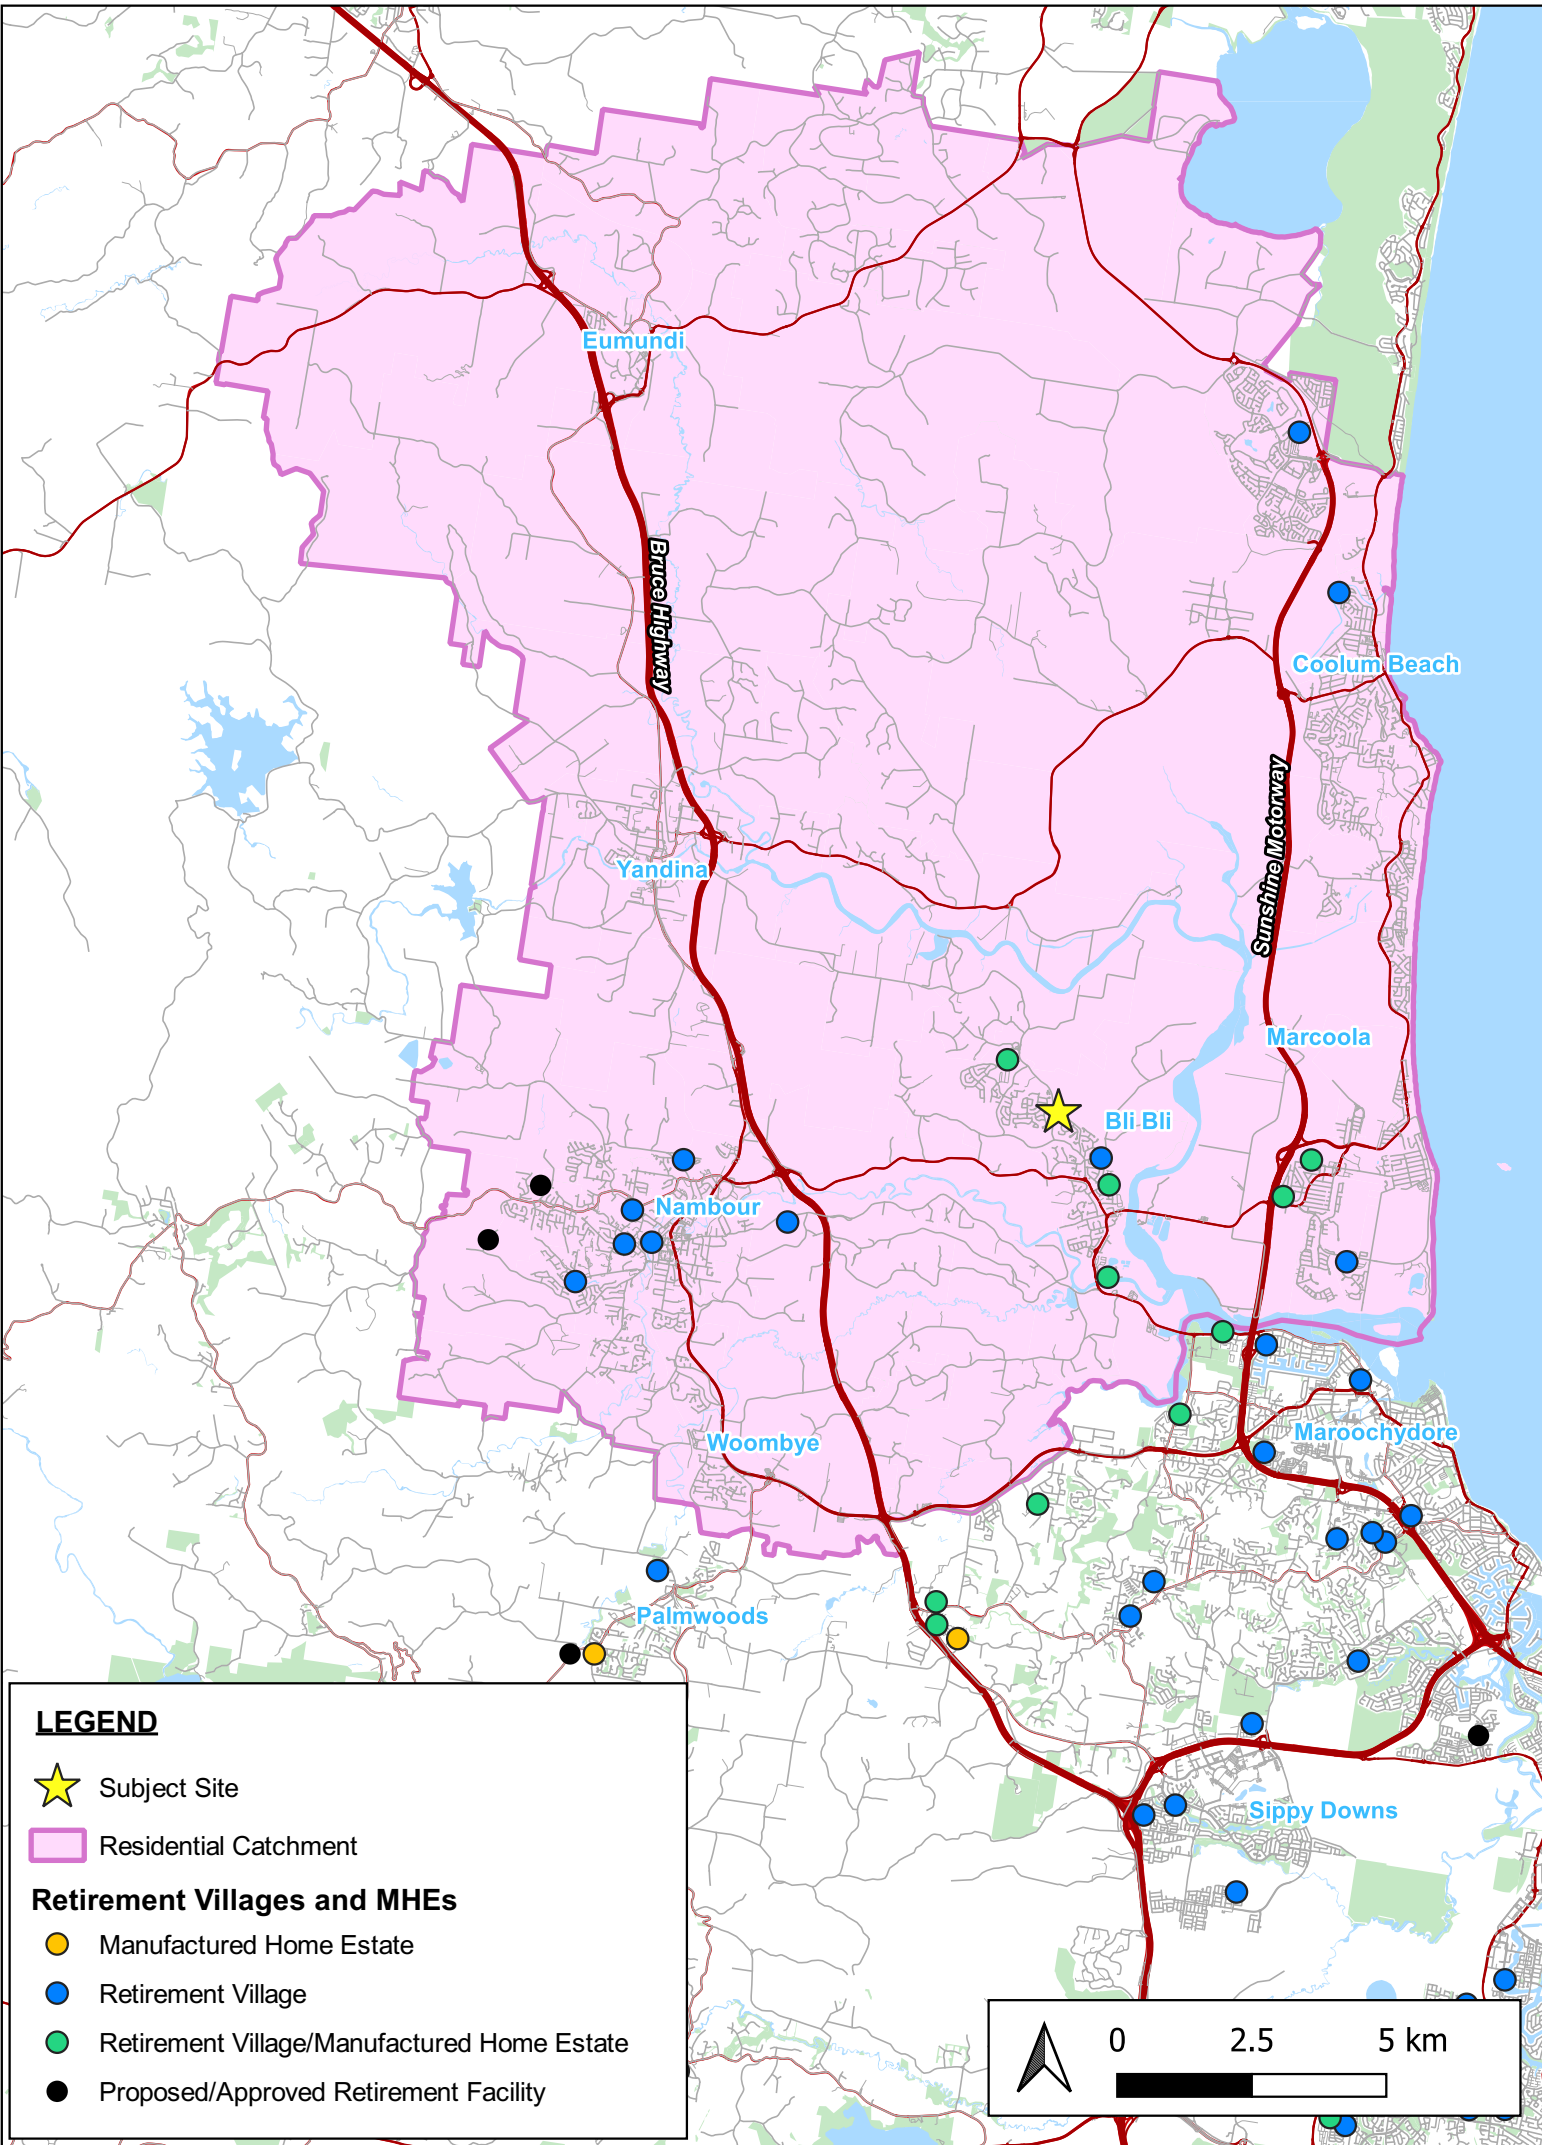 Eumundi
Bruce Highway
Coolum Beach
Sunshine Motorway
Yandina
Marcoola
Bli Bli
Nambour
Maroochydore
Woombye
Palmwoods
Sippy Downs
LEGEND
Subject Site
Residential Catchment
Retirement Villages and MHEs
Manufactured Home Estate
Retirement Village
Retirement Village/Manufactured Home Estate
Proposed/Approved Retirement Facility
0 2.5 5 km